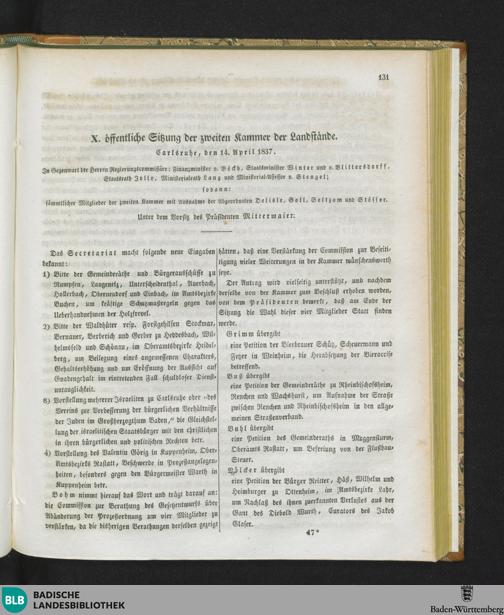 131
X. öffentliche Sitzung der zweiten Kammer der Landstände.
Carlsruhe, den 14. April 1837.
In Gegenwart der Herren Regierungscommissäre: Finanzminister v. Böckh, Staatsminister Winter und v. Blittersdorff,
Staatsrath Jolly, Ministerialrath Lang und Ministerial-Assessor v. Stengel;
sodann:
sämmtlicher Mitglieder der zweiten Kammer mit Ausnahme der Abgeordneten Delisle, Goll, Seltzam und Stösser.
Unter dem Vorsitz des Präsidenten Mittermaier.
Das Secretariat macht folgende neue Eingaben
bekannt:
1) Bitte der Gemeinderäthe und Bürgerausschüsse zu
Rumpfen, Langenelz, Unterscheidenthal, Auerbach,
Hollerbach, Oberneudorf und Einbach, im Amtsbezirke
Buchen, um kräftige Schutzmaßregeln gegen das
Ueberhandnehmen der Holzfrevel.
2) Bitte der Waldhüter resp. Forstgehilfen Stockmar,
Bernauer, Berberich und Gerber zu Heddesbach, Wil-
helmsfeld und Schönau, im Oberamtsbezirke Heidel-
berg, um Beilegung eines angemessenen Charakters,
Gehaltserhöhung und um Eröffnung der Aussicht auf
Gnadengehalt im eintretenden Fall schuldloser Dienst-
untauglichkeit.
3) Vorstellung mehrerer Israeliten zu Carlsruhe oder »des
Vereins zur Verbesserung der bürgerlichen Verhältnisse
der Juden im Großherzogthum Baden,« die Gleichstel-
lung der israelitischen Staatsbürger mit den christlichen
in ihren bürgerlichen und politischen Rechten betr.
4) Vorstellung des Valentin Görig in Kuppenheim, Ober-
Amtsbezirks Rastatt, Beschwerde in Prozeßangelegen-
heiten, besonders gegen den Bürgermeister Warth in
Kuppenheim betr.
Bohm nimmt hierauf das Wort und trägt darauf an:
die Commission zur Berathung des Gesetzentwurfs über
Abänderung der Prozeßordnung um vier Mitglieder zu
verstärken, da die bisherigen Berathungen derselben gezeigt
hätten, daß eine Verstärkung der Commission zur Beseiti-
tigung vieler Weiterungen in der Kammer wünschenswerth
seye.
Der Antrag wird vielseitig unterstützt, und nachdem
derselbe von der Kammer zum Beschluß erhoben worden,
von dem Präsidenten bemerkt, daß am Ende der
Sitzung die Wahl dieser vier Mitglieder Statt finden
werde.
Grimm übergibt
eine Petition der Bierbrauer Schütz, Scheuermann und
Feyer in Weinheim, die Herabsetzung der Bieraccise
betreffend.
Buß übergibt
eine Petition der Gemeinderäthe zu Rheinbischofsheim,
Renchen und Wachshurst, um Aufnahme der Straße
zwischen Renchen und Rheinbischofsheim in den allge-
meinen Straßenverband.
Buhl übergibt
eine Petition des Gemeinderaths in Muggensturm,
Oberamts Rastatt, um Befreiung von der Floßbau-
Steuer.
Völcker übergibt
eine Petition der Bürger Reitter, Häß, Wilhelm und
Heimburger zu Ottenheim, im Amtsbezirke Lahr,
um Nachlaß des ihnen zuerkannten Verlustes aus der
Gant des Diebold Wurth, Curators des Jakob
Glaser.
47*
BLB BADISCHE
LANDESBIBLIOTHEK
Baden-Württemberg